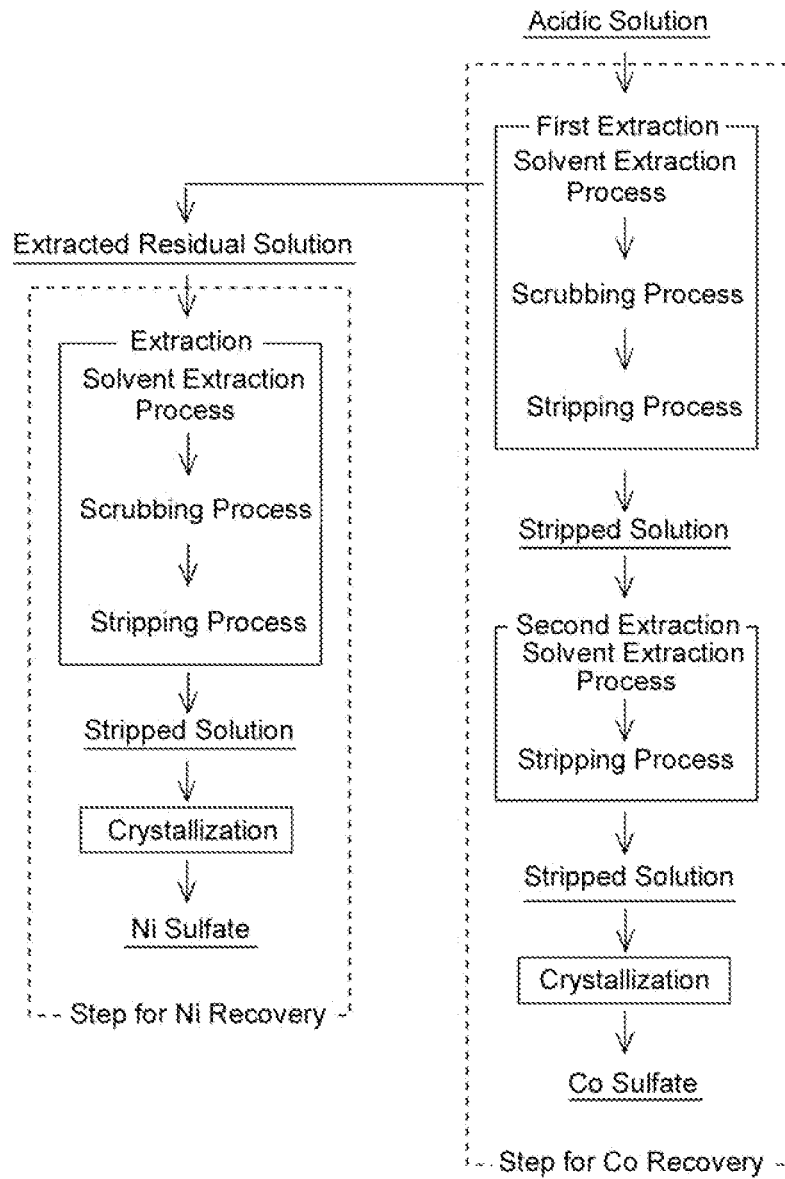 Acidic Solution
First Extraction
Solvent Extraction
Process
Scrubbing Process
Stripping Process
Stripped Solution
Second Extraction
Solvent Extraction
Process
Stripping Process
Stripped Solution
Crystallization
Co Sulfate
Step for Co Recovery
Extracted Residual Solution
Extraction
Solvent Extraction
Process
Scrubbing Process
Stripping Process
Stripped Solution
Crystallization
Ni Sulfate
Step for Ni Recovery